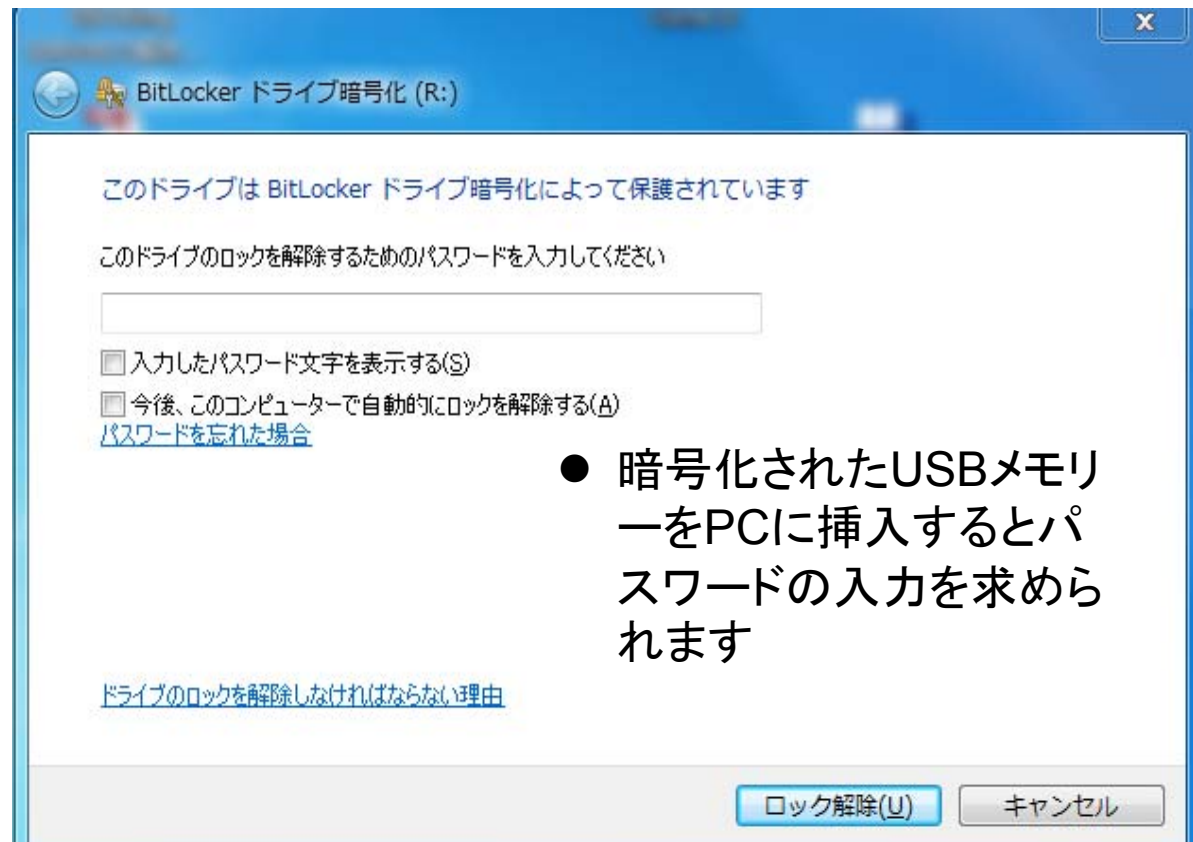 BitLocker ドライブ暗号化 (R:)
このドライブは BitLocker ドライブ暗号化によって保護されています
このドライブのロックを解除するためのパスワードを入力してください
入力したパスワード文字を表示する(S)
今後、このコンピューターで自動的にロックを解除する(A)
パスワードを忘れた場合
● 暗号化されたUSBメモリ
ーをPCに挿入するとパ
スワードの入力を求めら
れます
ドライブのロックを解除しなければならない理由
ロック解除(U) キャンセル